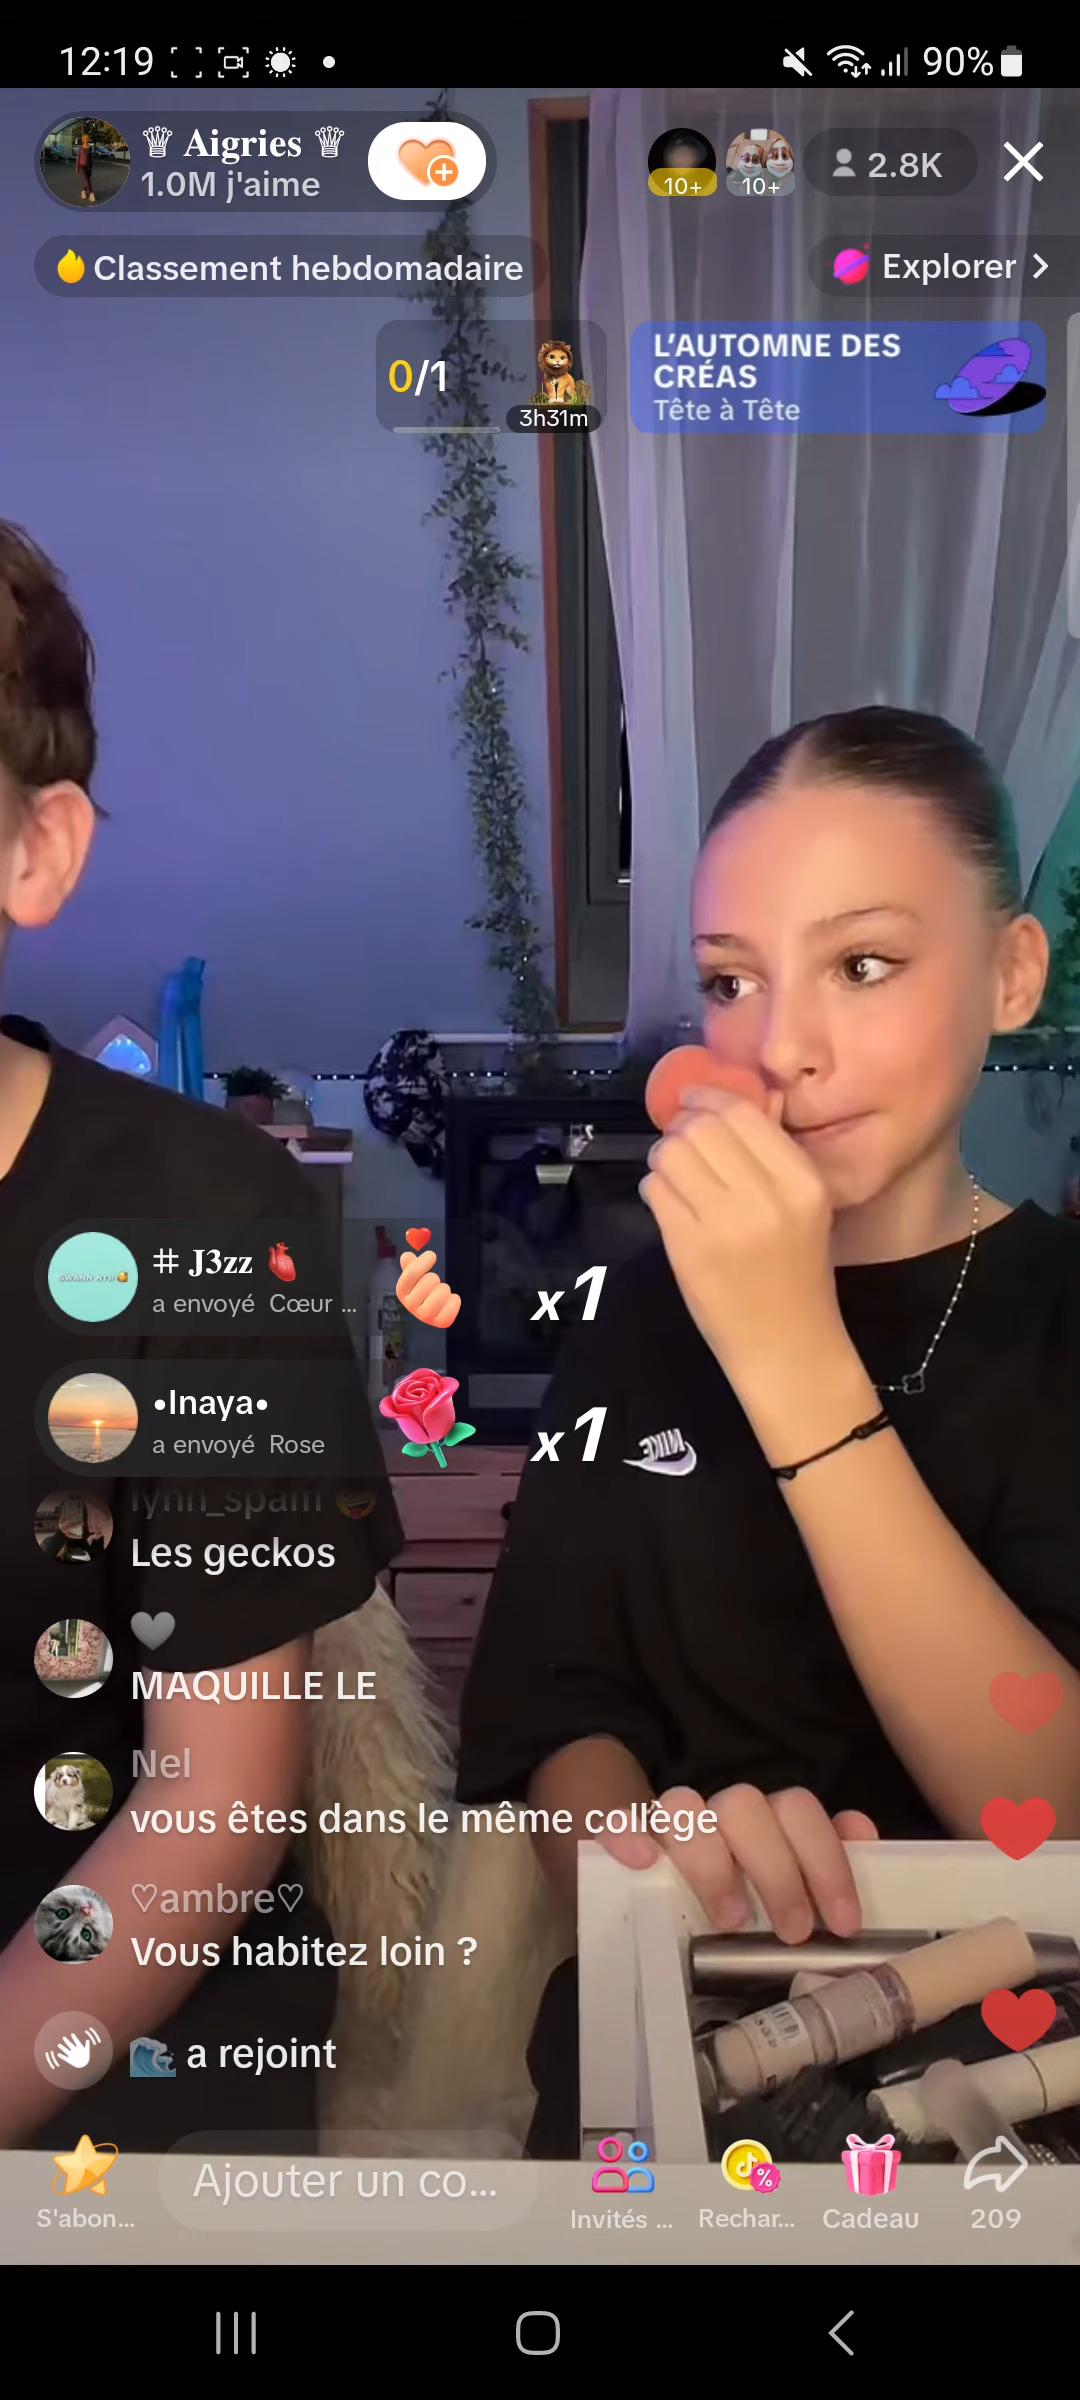 12:19
90%
♕ Aigries ♕
1.0M j'aime
10+
10+
2.8K
Classement hebdomadaire
Explorer
0/1
3h31m
L'AUTOMNE DES
CRÉAS
Tête à Tête
# J3zz 🫀
a envoyé Cœur ...
x1
•Inaya•
a envoyé Rose
x1
lynn_spam 😜
Les geckos
🩶
MAQUILLE LE
Nel
vous êtes dans le même collège
♡ambre♡
Vous habitez loin ?
🌊 a rejoint
Ajouter un co...
S'abon...
Invités ...
Rechar...
Cadeau
209